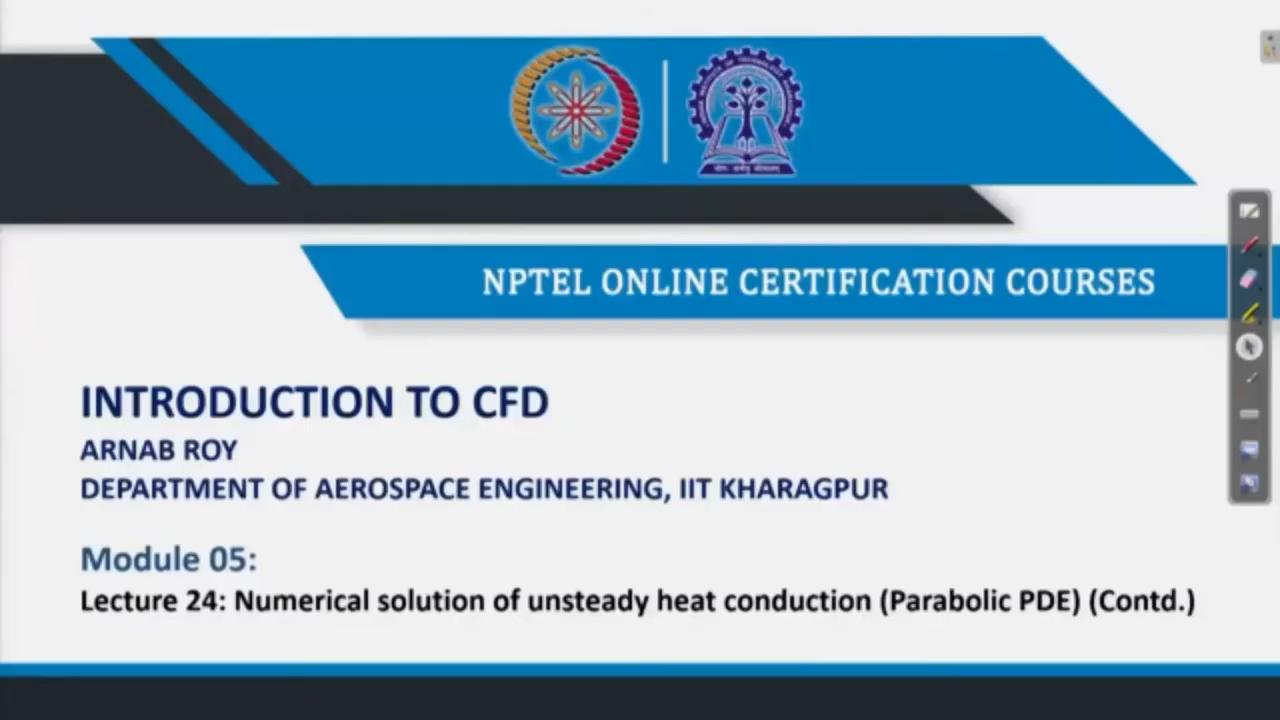 NPTEL ONLINE CERTIFICATION COURSES
INTRODUCTION TO CFD
ARNAB ROY
DEPARTMENT OF AEROSPACE ENGINEERING, IIT KHARAGPUR
Module 05:
Lecture 24: Numerical solution of unsteady heat conduction (Parabolic PDE) (Contd.)